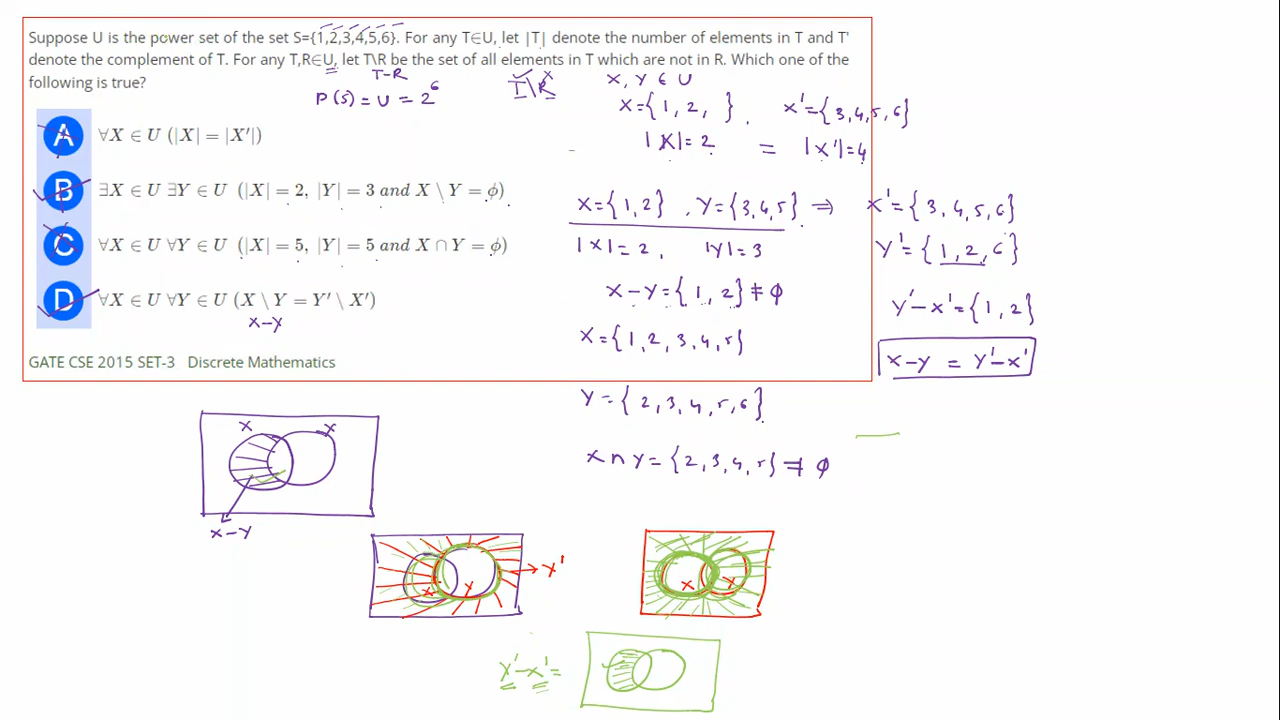 Suppose U is the power set of the set S={1,2,3,4,5,6}. For any T∈U, let |T| denote the number of elements in T and T'
denote the complement of T. For any T,R∈U, let T\R be the set of all elements in T which are not in R. Which one of the
following is true?
T-R
P(S) = U = 2^6
T\R
X, Y ∈ U
X={1, 2, }, X'={3,4,5,6}
|X|= 2 = |X'|=4
A ∀X ∈ U (|X| = |X'|)
B ∃X ∈ U ∃Y ∈ U (|X| = 2, |Y| = 3 and X \ Y = ϕ)
C ∀X ∈ U ∀Y ∈ U (|X| = 5, |Y| = 5 and X ∩ Y = ϕ)
D ∀X ∈ U ∀Y ∈ U (X \ Y = Y' \ X')
X-Y
GATE CSE 2015 SET-3 Discrete Mathematics
X={1,2}, Y={3,4,5} ⇒ X'={3,4,5,6}
|X|=2, |Y|=3
Y'={1,2,6}
X-Y={1,2} ≠ ϕ
Y'-X'={1,2}
X={1,2,3,4,5}
X-Y = Y'-X'
Y={2,3,4,5,6}
X∩Y={2,3,4,5} ≠ ϕ
X
X-Y
X Y
X'
X Y
Y'-X'=